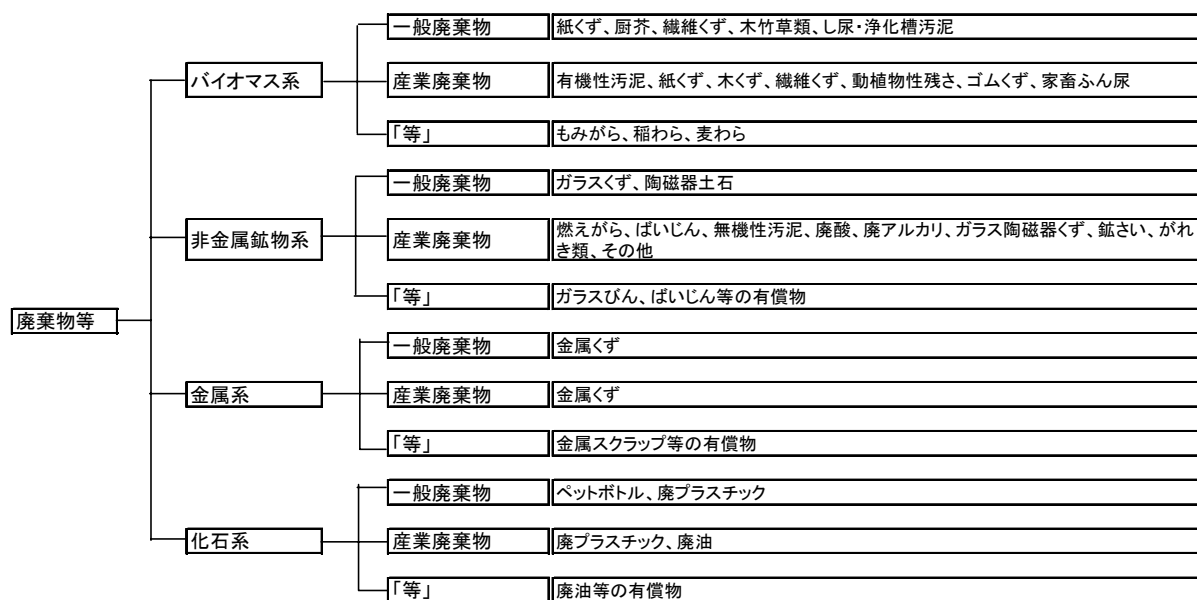 一般廃棄物
紙くず、厨芥、繊維くず、木竹草類、し尿・浄化槽汚泥
バイオマス系
産業廃棄物
有機性汚泥、紙くず、木くず、繊維くず、動植物性残さ、ゴムくず、家畜ふん尿
「等」
もみがら、稲わら、麦わら
一般廃棄物
ガラスくず、陶磁器土石
非金属鉱物系
産業廃棄物
燃えがら、ばいじん、無機性汚泥、廃酸、廃アルカリ、ガラス陶磁器くず、鉱さい、がれ
き類、その他
「等」
ガラスびん、ばいじん等の有償物
廃棄物等
一般廃棄物
金属くず
金属系
産業廃棄物
金属くず
「等」
金属スクラップ等の有償物
一般廃棄物
ペットボトル、廃プラスチック
化石系
産業廃棄物
廃プラスチック、廃油
「等」
廃油等の有償物